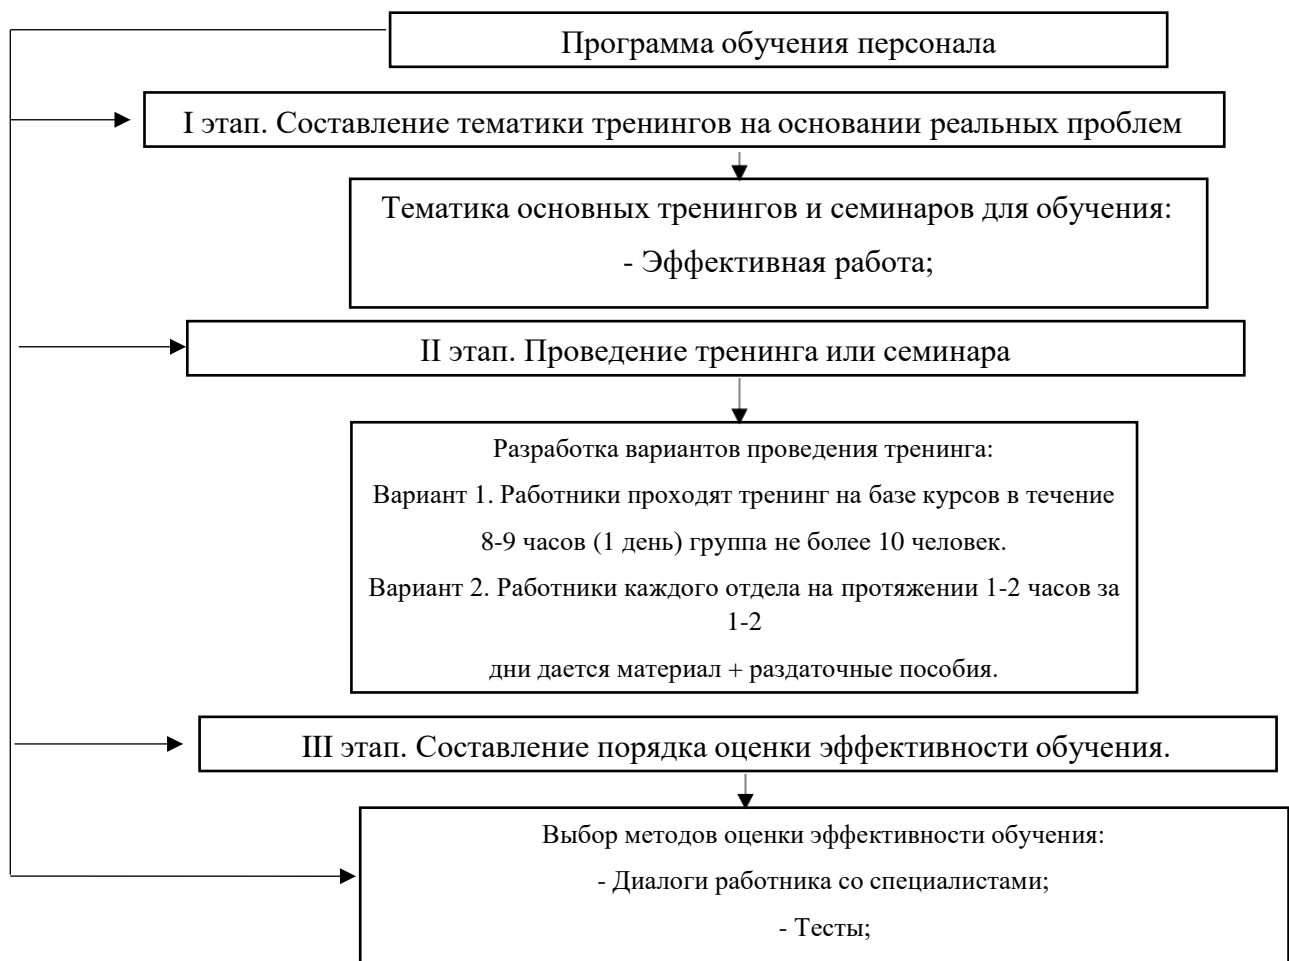 Программа обучения персонала
I этап. Составление тематики тренингов на основании реальных проблем
Тематика основных тренингов и семинаров для обучения:
- Эффективная работа;
II этап. Проведение тренинга или семинара
Разработка вариантов проведения тренинга:
Вариант 1. Работники проходят тренинг на базе курсов в течение
8-9 часов (1 день) группа не более 10 человек.
Вариант 2. Работники каждого отдела на протяжении 1-2 часов за
1-2
дни дается материал + раздаточные пособия.
III этап. Составление порядка оценки эффективности обучения.
Выбор методов оценки эффективности обучения:
- Диалоги работника со специалистами;
- Тесты;